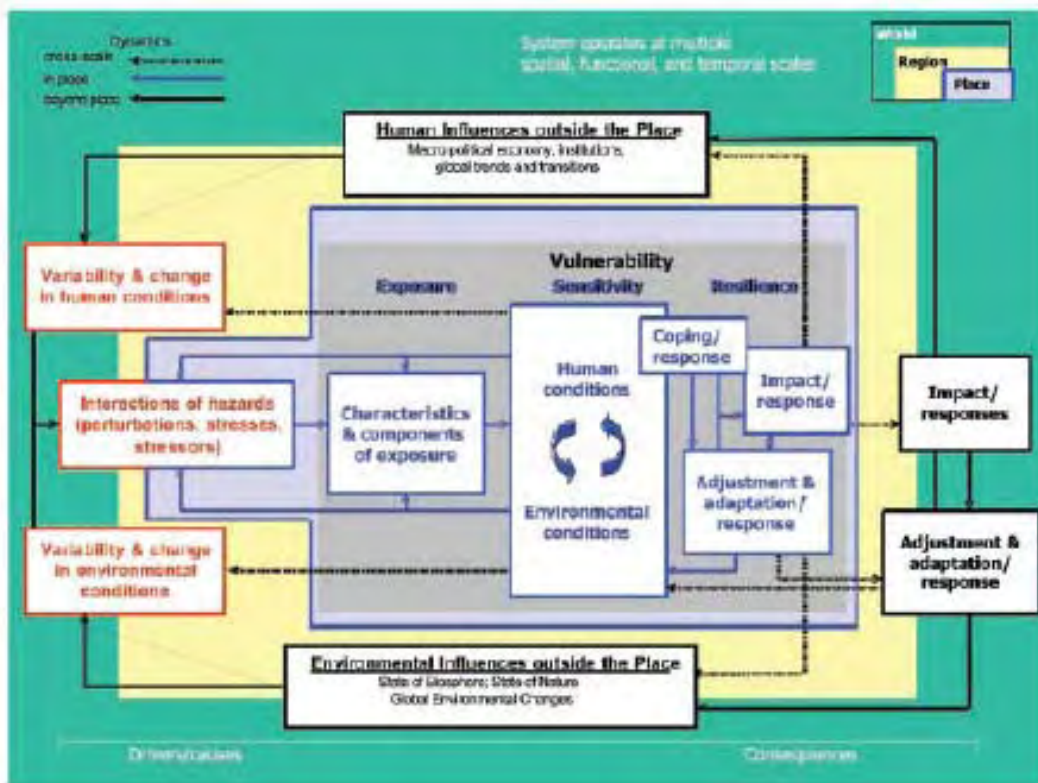 Dynamics
cross-scale
in place
beyond place
System operates at multiple
spatial, functional, and temporal scales
World
Region
Place
Human Influences outside the Place
Macro political economy, institutions,
global trends and transitions
Variability & change
in human conditions
Vulnerability
Exposure
Sensitivity
Resilience
Interactions of hazards
(perturbations, stresses,
stressors)
Characteristics
& components
of exposure
Human
conditions
Environmental
conditions
Coping/
response
Impact/
response
Adjustment &
adaptation/
response
Impact/
responses
Adjustment &
adaptation/
response
Variability & change
in environmental
conditions
Environmental Influences outside the Place
State of Biosphere; State of Nature
Global Environmental Changes
Drivers/causes
Consequences